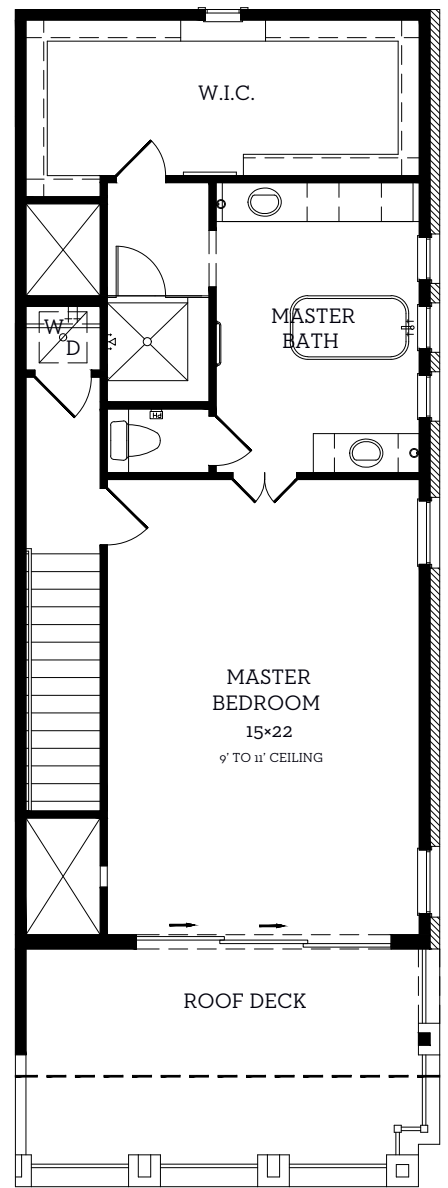 W.I.C.
MASTER
BATH
W
D
MASTER
BEDROOM
15×22
9' TO 11' CEILING
ROOF DECK